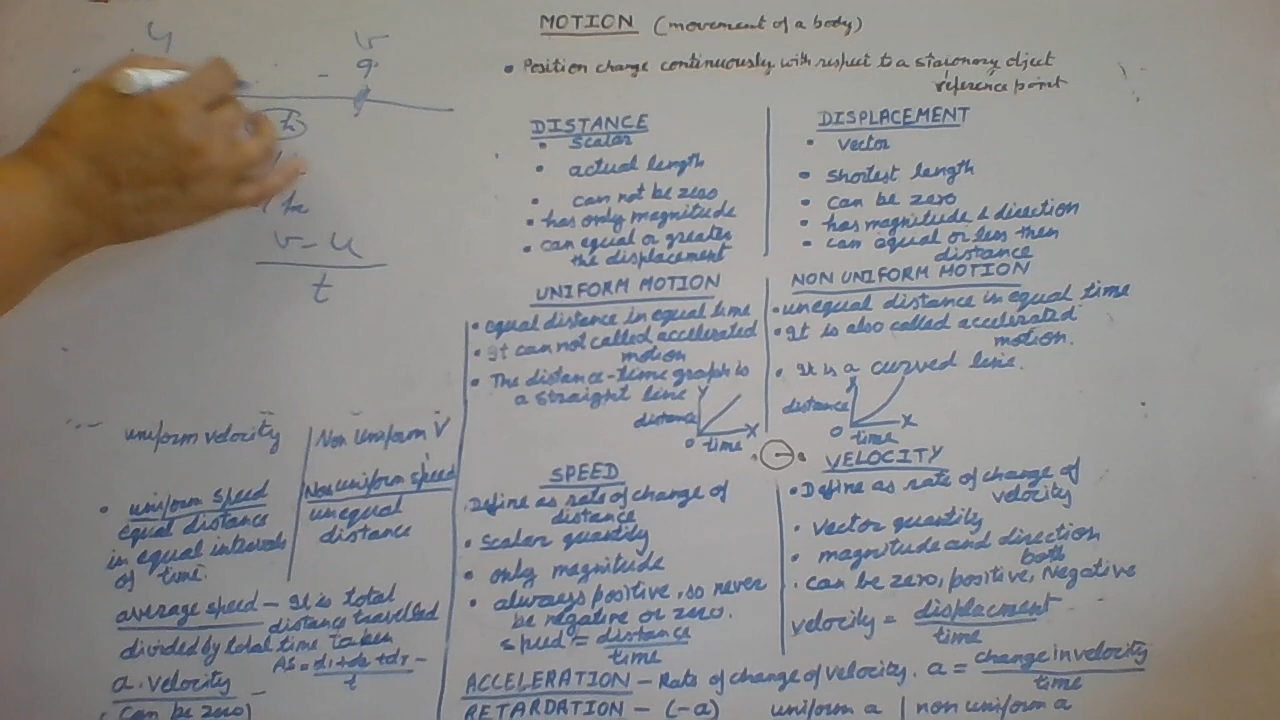 MOTION (movement of a body)
• Position change continuously with respect to a stationary object
reference point
u
v
v - u
t
DISTANCE
• scalar
• actual length
• can not be zero
• has only magnitude
• can equal or greater
the displacement
DISPLACEMENT
• vector
• shortest length
• can be zero
• has magnitude & direction
• can equal or less then
distance
UNIFORM MOTION
• equal distance in equal time
• It can not called accelerated
motion
• The distance-time graph is
a straight line
Y
distance
O time X
NON UNIFORM MOTION
• unequal distance in equal time
• It is also called accelerated
motion.
• It is a curved line.
Y
distance
O time X
uniform velocity
• uniform speed
equal distance
in equal intervals
of time.
Non Uniform V
Non uniform speed
unequal
distance
average speed - It is total
distance travelled
divided by total time taken
AS = d1+d2+d
t
a. velocity
(can be zero)
SPEED
Define as rate of change of
distance
• Scalar quantity
• only magnitude
• always positive, so never
be negative or zero.
speed = distance
time
VELOCITY
• Define as rate of change of
velocity
• vector quantity
• magnitude and direction
both
• can be zero, positive, Negative
velocity = displacment
time
ACCELERATION - Rate of change of velocity. a = change in velocity
time
RETARDATION - (-a) uniform a | non uniform a